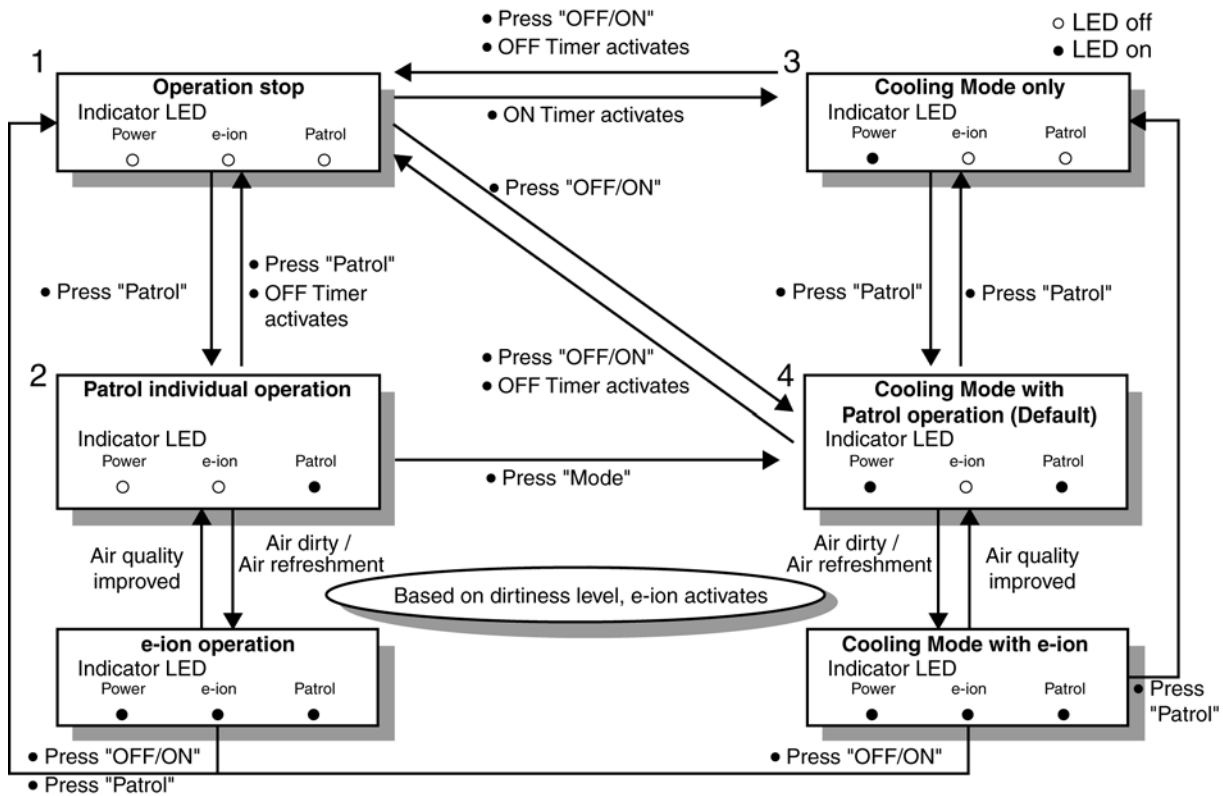 ● Press "OFF/ON"
● OFF Timer activates
○ LED off
● LED on
1
Operation stop
Indicator LED
Power e-ion Patrol
● ON Timer activates
3
Cooling Mode only
Indicator LED
Power e-ion Patrol
● Press "OFF/ON"
● Press "Patrol"
● Press "Patrol"
● OFF Timer
activates
● Press "Patrol"
● Press "Patrol"
● Press "OFF/ON"
● OFF Timer activates
2
Patrol individual operation
Indicator LED
Power e-ion Patrol
● Press "Mode"
4
Cooling Mode with
Patrol operation (Default)
Indicator LED
Power e-ion Patrol
Air quality
improved
Air dirty /
Air refreshment
Based on dirtiness level, e-ion activates
Air dirty /
Air refreshment
Air quality
improved
e-ion operation
Indicator LED
Power e-ion Patrol
● Press "OFF/ON"
● Press "Patrol"
Cooling Mode with e-ion
Indicator LED
Power e-ion Patrol
● Press "OFF/ON"
● Press
"Patrol"